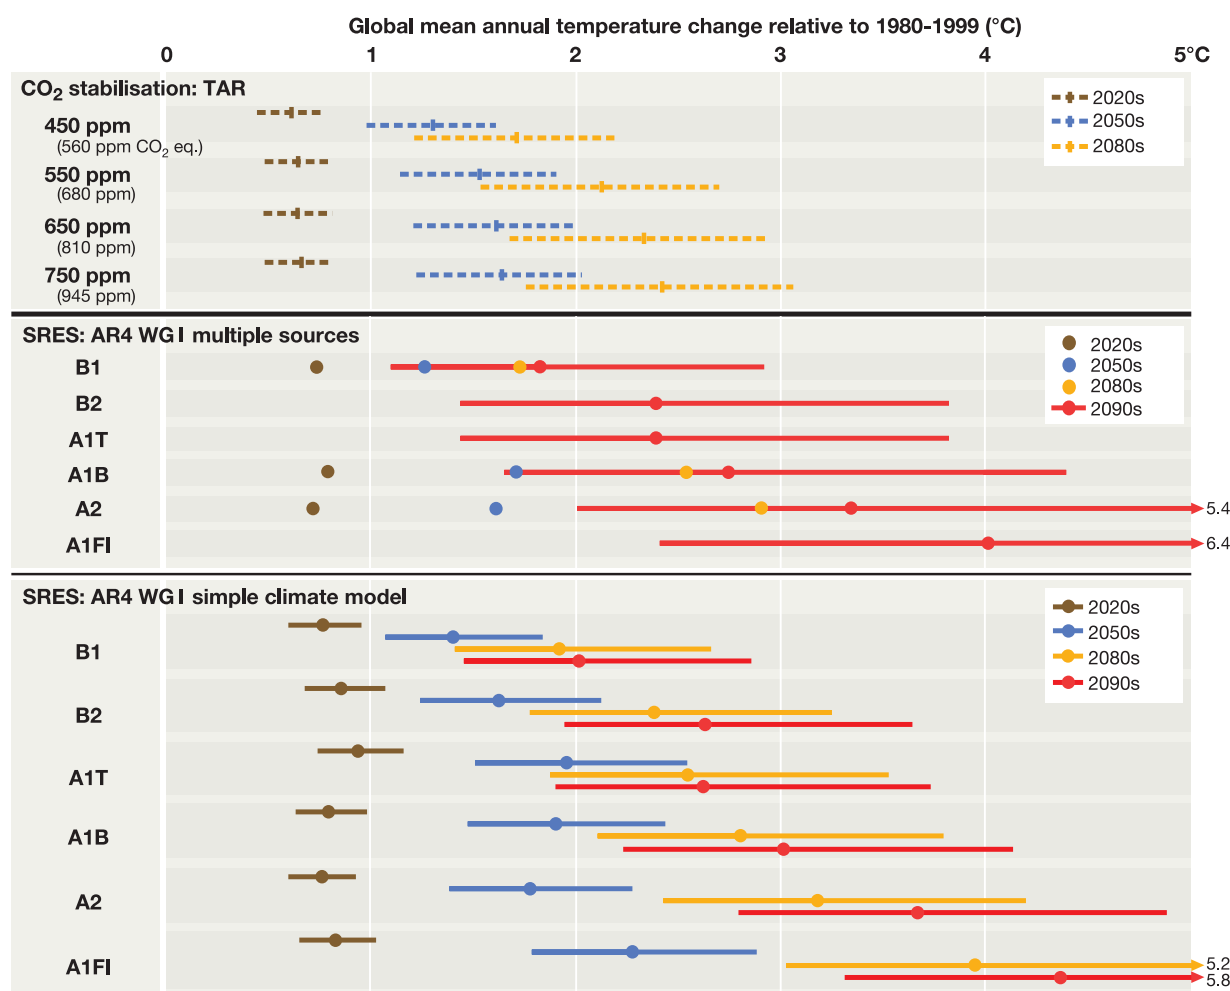 Global mean annual temperature change relative to 1980-1999 (°C)
0 1 2 3 4 5°C
CO₂ stabilisation: TAR
2020s
2050s
2080s
450 ppm
(560 ppm CO₂ eq.)
550 ppm
(680 ppm)
650 ppm
(810 ppm)
750 ppm
(945 ppm)
SRES: AR4 WG I multiple sources
2020s
2050s
2080s
2090s
B1
B2
A1T
A1B
A2
5.4
A1FI
6.4
SRES: AR4 WG I simple climate model
2020s
2050s
2080s
2090s
B1
B2
A1T
A1B
A2
A1FI
5.2
5.8